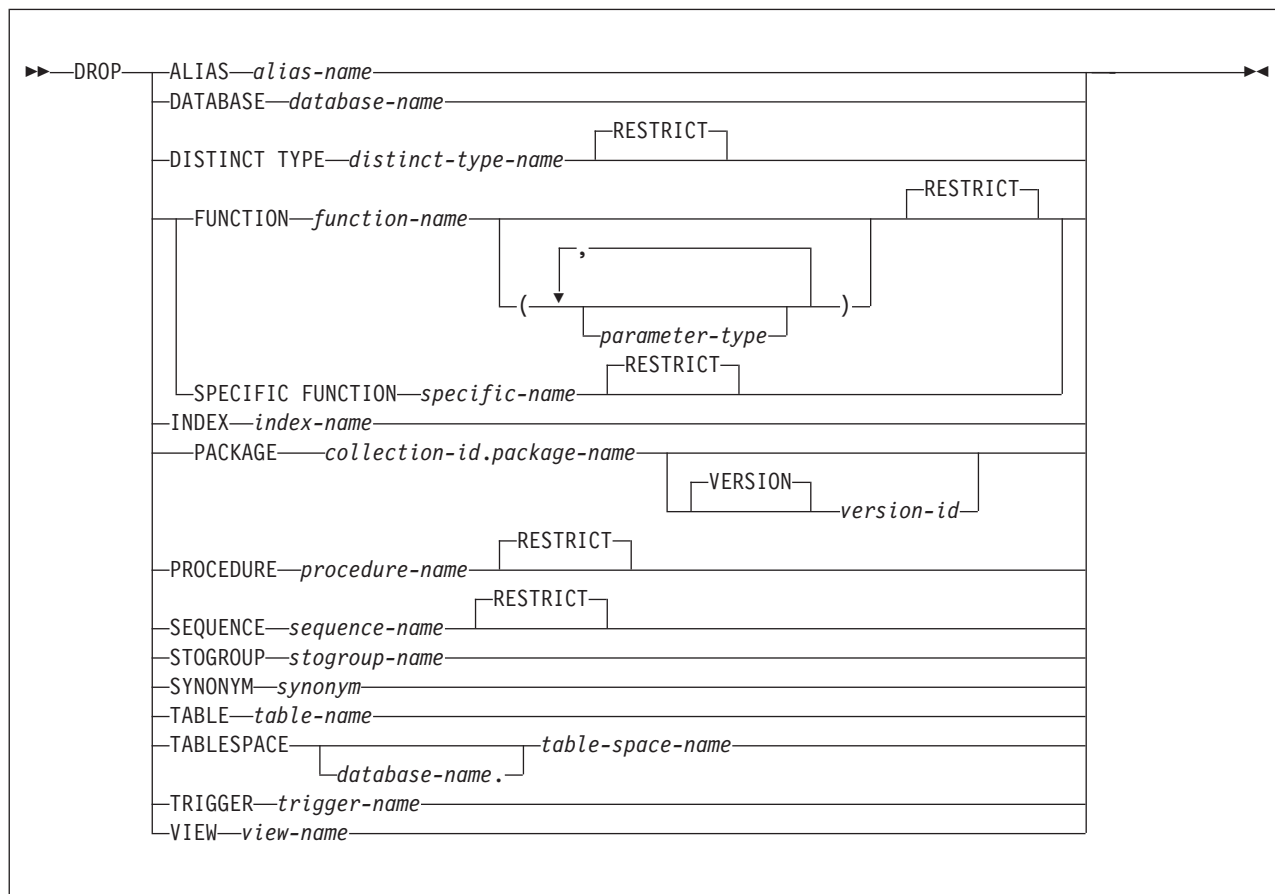 DROP ALIAS alias-name
DATABASE database-name
RESTRICT
DISTINCT TYPE distinct-type-name
RESTRICT
FUNCTION function-name
,
( )
parameter-type
RESTRICT
SPECIFIC FUNCTION specific-name
INDEX index-name
PACKAGE collection-id.package-name
VERSION
version-id
RESTRICT
PROCEDURE procedure-name
RESTRICT
SEQUENCE sequence-name
STOGROUP stogroup-name
SYNONYM synonym
TABLE table-name
TABLESPACE table-space-name
database-name.
TRIGGER trigger-name
VIEW view-name